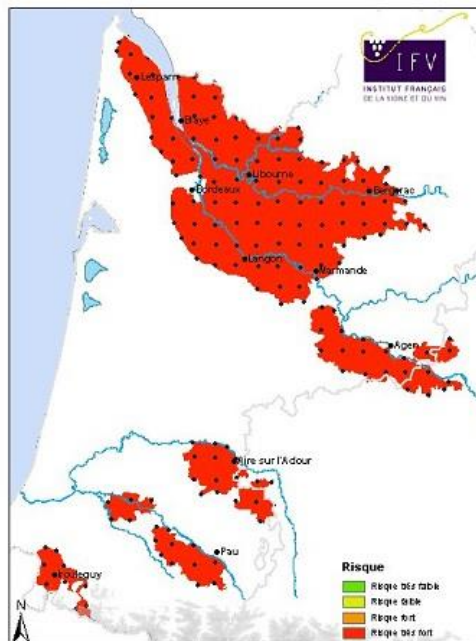 IFV
INSTITUT FRANÇAIS
DE LA VIGNE ET DU VIN
Lesparre
Blaye
Libourne
Bordeaux
Bergerac
Langon
Marmande
Agen
Aire sur l'Adour
Pau
Risque
Risque très faible
Risque faible
Risque fort
Risque très fort
N